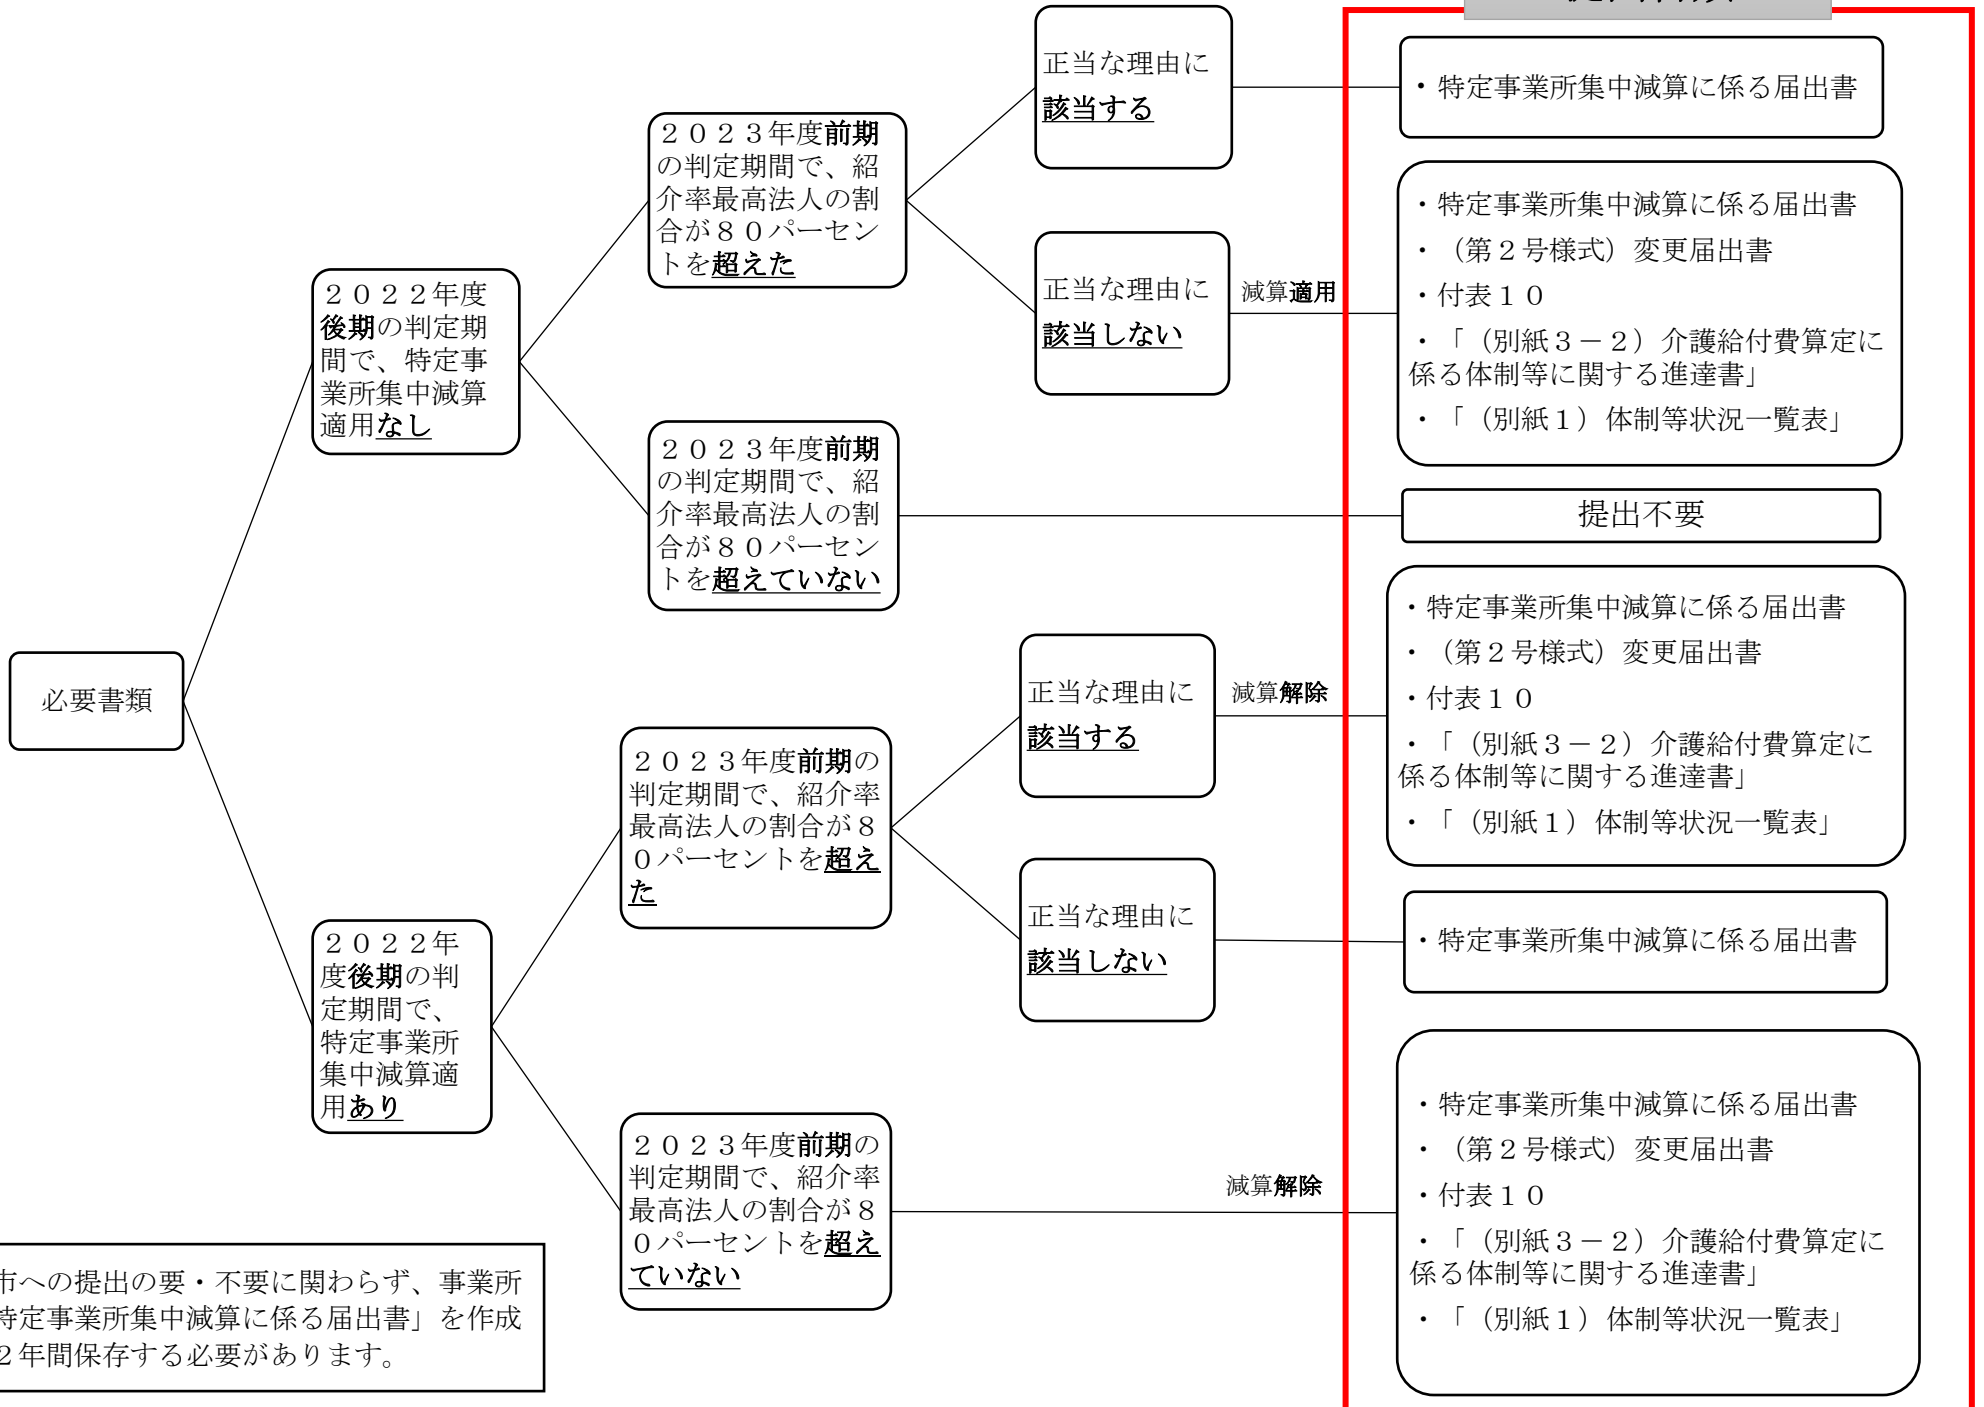 必要書類
２０２２年度
後期の判定期
間で、特定事
業所集中減算
適用なし
２０２３年度前期
の判定期間で、紹
介率最高法人の割
合が８０パーセン
トを超えた
正当な理由に
該当する
・特定事業所集中減算に係る届出書
正当な理由に
該当しない
減算適用
・特定事業所集中減算に係る届出書
・（第２号様式）変更届出書
・付表１０
・「（別紙３－２）介護給付費算定に
係る体制等に関する進達書」
・「（別紙１）体制等状況一覧表」
２０２３年度前期
の判定期間で、紹
介率最高法人の割
合が８０パーセン
トを超えていない
提出不要
２０２２年
度後期の判
定期間で、
特定事業所
集中減算適
用あり
２０２３年度前期の
判定期間で、紹介率
最高法人の割合が８
０パーセントを超え
た
正当な理由に
該当する
減算解除
・特定事業所集中減算に係る届出書
・（第２号様式）変更届出書
・付表１０
・「（別紙３－２）介護給付費算定に
係る体制等に関する進達書」
・「（別紙１）体制等状況一覧表」
正当な理由に
該当しない
・特定事業所集中減算に係る届出書
２０２３年度前期の
判定期間で、紹介率
最高法人の割合が８
０パーセントを超え
ていない
減算解除
・特定事業所集中減算に係る届出書
・（第２号様式）変更届出書
・付表１０
・「（別紙３－２）介護給付費算定に
係る体制等に関する進達書」
・「（別紙１）体制等状況一覧表」
市への提出の要・不要に関わらず、事業所
特定事業所集中減算に係る届出書」を作成
２年間保存する必要があります。